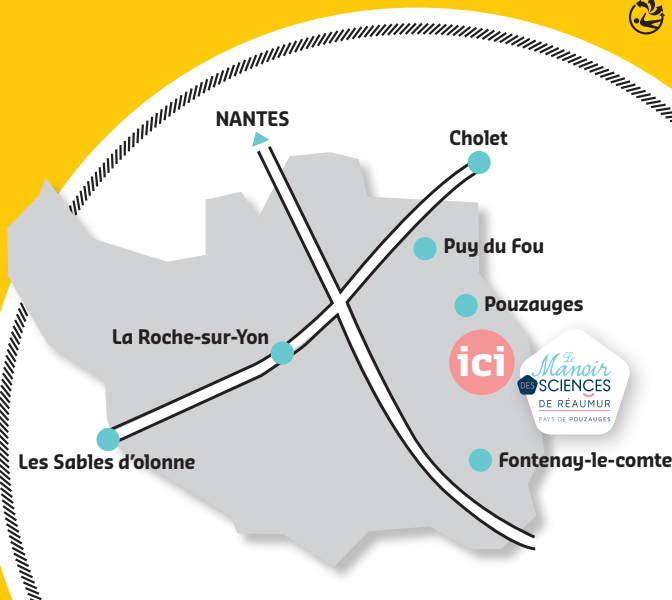 NANTES
Cholet
Puy du Fou
Pouzauges
La Roche-sur-Yon
ici
Le
Manoir
DES SCIENCES
DE RÉAUMUR
PAYS DE POUZAUGES
Les Sables d'olonne
Fontenay-le-comte